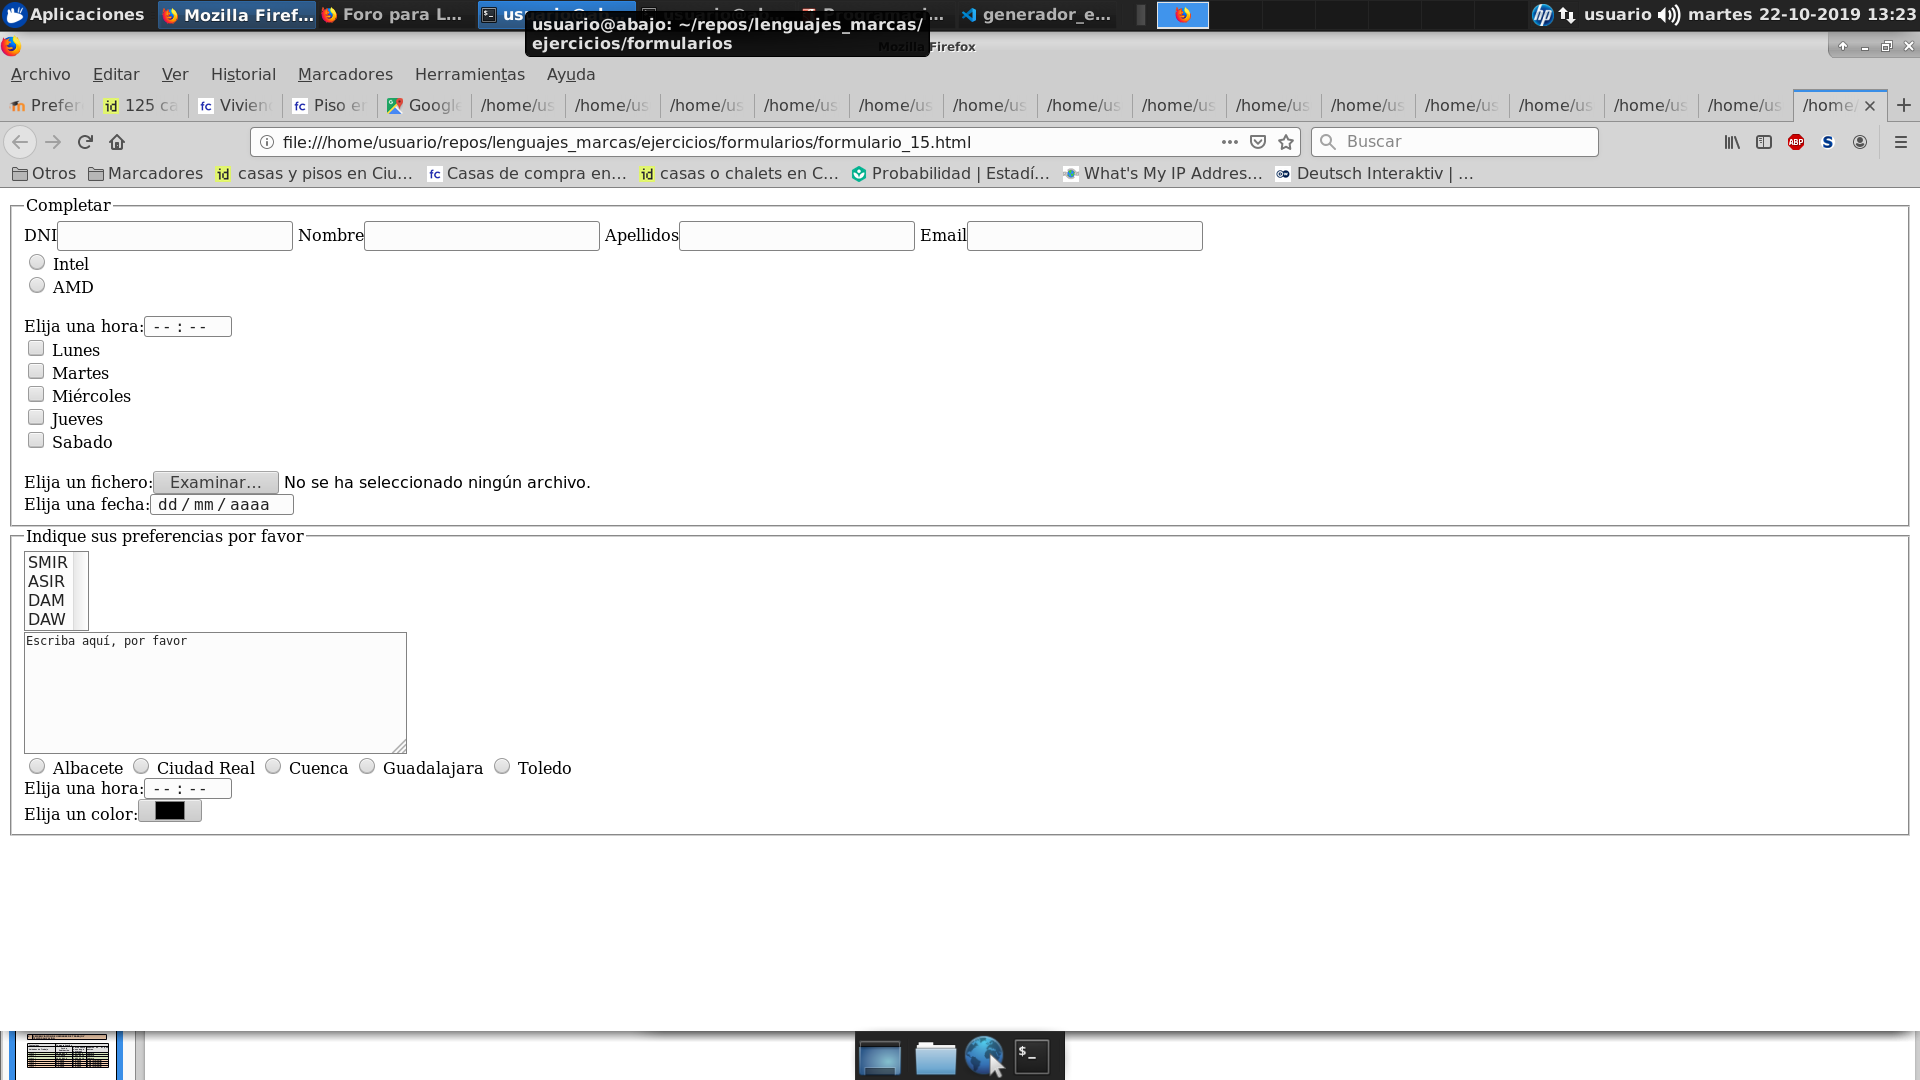 Aplicaciones Mozilla Firef... Foro para L... generador_e... usuario martes 22-10-2019 13:23
usuario@abajo: ~/repos/lenguajes_marcas/
ejercicios/formularios
Archivo Editar Ver Historial Marcadores Herramientas Ayuda
Prefer 125 ca Vivien Piso en Google /home/us /home/us /home/us /home/us /home/us /home/us /home/us /home/us /home/us /home/us /home/us /home/us /home/us /home/us /home/
file:///home/usuario/repos/lenguajes_marcas/ejercicios/formularios/formulario_15.html Buscar
Otros Marcadores casas y pisos en Ciu... Casas de compra en... casas o chalets en C... Probabilidad | Estadí... What's My IP Addres... Deutsch Interaktiv | ...
Completar
DNI Nombre Apellidos Email
Intel
AMD
Elija una hora: -- : --
Lunes
Martes
Miércoles
Jueves
Sabado
Elija un fichero: Examinar... No se ha seleccionado ningún archivo.
Elija una fecha: dd / mm / aaaa
Indique sus preferencias por favor
SMIR
ASIR
DAM
DAW
Escriba aquí, por favor
Albacete Ciudad Real Cuenca Guadalajara Toledo
Elija una hora: -- : --
Elija un color: